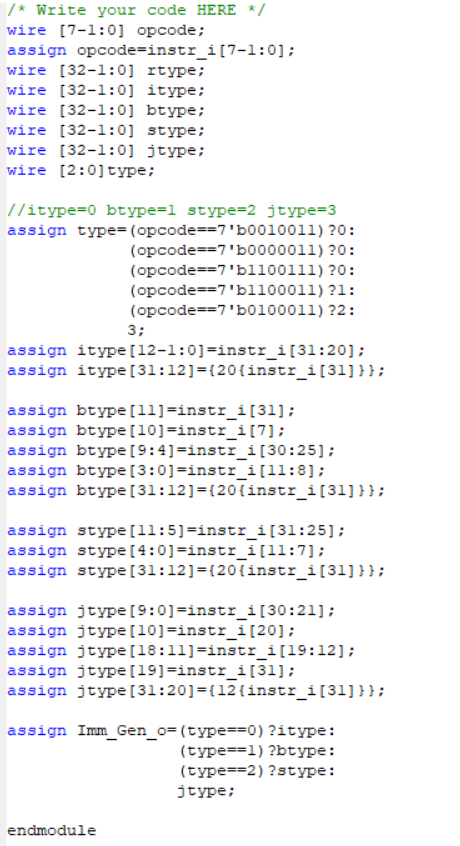 /* Write your code HERE */
wire [7-1:0] opcode;
assign opcode=instr_i[7-1:0];
wire [32-1:0] rtype;
wire [32-1:0] itype;
wire [32-1:0] btype;
wire [32-1:0] stype;
wire [32-1:0] jtype;
wire [2:0]type;
//itype=0 btype=1 stype=2 jtype=3
assign type=(opcode==7'b0010011)?0:
(opcode==7'b0000011)?0:
(opcode==7'b1100111)?0:
(opcode==7'b1100011)?1:
(opcode==7'b0100011)?2:
3;
assign itype[12-1:0]=instr_i[31:20];
assign itype[31:12]={20{instr_i[31]}};
assign btype[11]=instr_i[31];
assign btype[10]=instr_i[7];
assign btype[9:4]=instr_i[30:25];
assign btype[3:0]=instr_i[11:8];
assign btype[31:12]={20{instr_i[31]}};
assign stype[11:5]=instr_i[31:25];
assign stype[4:0]=instr_i[11:7];
assign stype[31:12]={20{instr_i[31]}};
assign jtype[9:0]=instr_i[30:21];
assign jtype[10]=instr_i[20];
assign jtype[18:11]=instr_i[19:12];
assign jtype[19]=instr_i[31];
assign jtype[31:20]={12{instr_i[31]}};
assign Imm_Gen_o=(type==0)?itype:
(type==1)?btype:
(type==2)?stype:
jtype;
endmodule